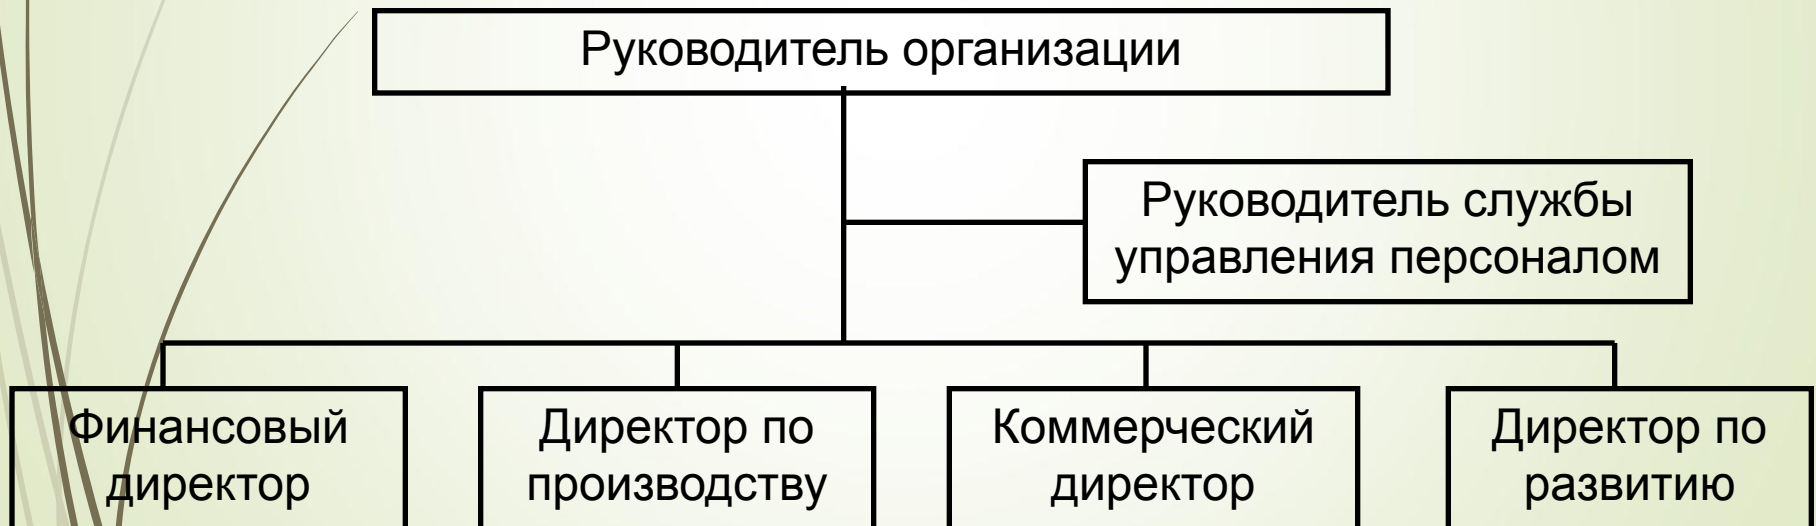 Руководитель организации
Руководитель службы
управления персоналом
Финансовый
директор
Директор по
производству
Коммерческий
директор
Директор по
развитию